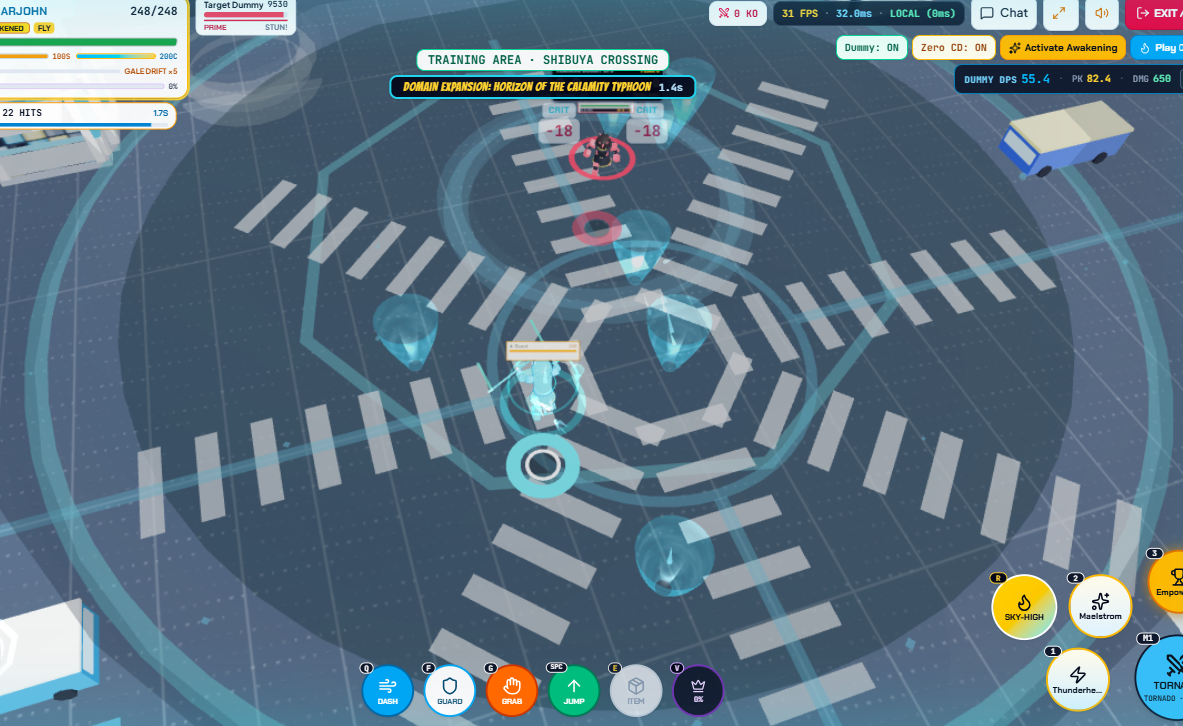 ARJOHN 248/248
KENED FLY
100S 200C
GALE DRIFT x5
0%
22 HITS 1.7S
Target Dummy 9530
PRIME STUN!
0 KO
31 FPS · 32.0ms · LOCAL (0ms)
Chat
EXIT
Dummy: ON
Zero CD: ON
Activate Awakening
Play
DUMMY DPS 55.4 · PK 82.4 · DMG 650
TRAINING AREA · SHIBUYA CROSSING
DOMAIN EXPANSION: HORIZON OF THE CALAMITY TYPHOON 1.4s
CRIT CRIT
-18 -18
R
SKY-HIGH
2
Maelstrom
3
Empow
1
Thunderhe...
M1
TORNA
TORNADO
Q
DASH
F
GUARD
G
GRAB
SPC
JUMP
E
ITEM
V
0%